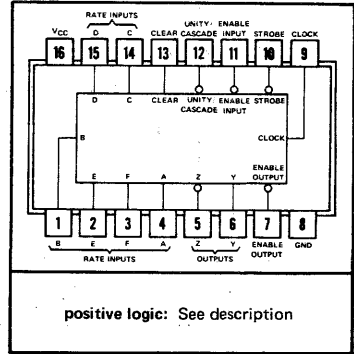 RATE INPUTS
UNITY ENABLE
VCC D C CLEAR CASCADE INPUT STROBE CLOCK
16 15 14 13 12 11 10 9
D C CLEAR UNITY ENABLE STROBE
CASCADE INPUT
B CLOCK
ENABLE
E F A Z Y OUTPUT
1 2 3 4 5 6 7 8
B E F A Z Y ENABLE GND
RATE INPUTS OUTPUTS OUTPUT
positive logic: See description